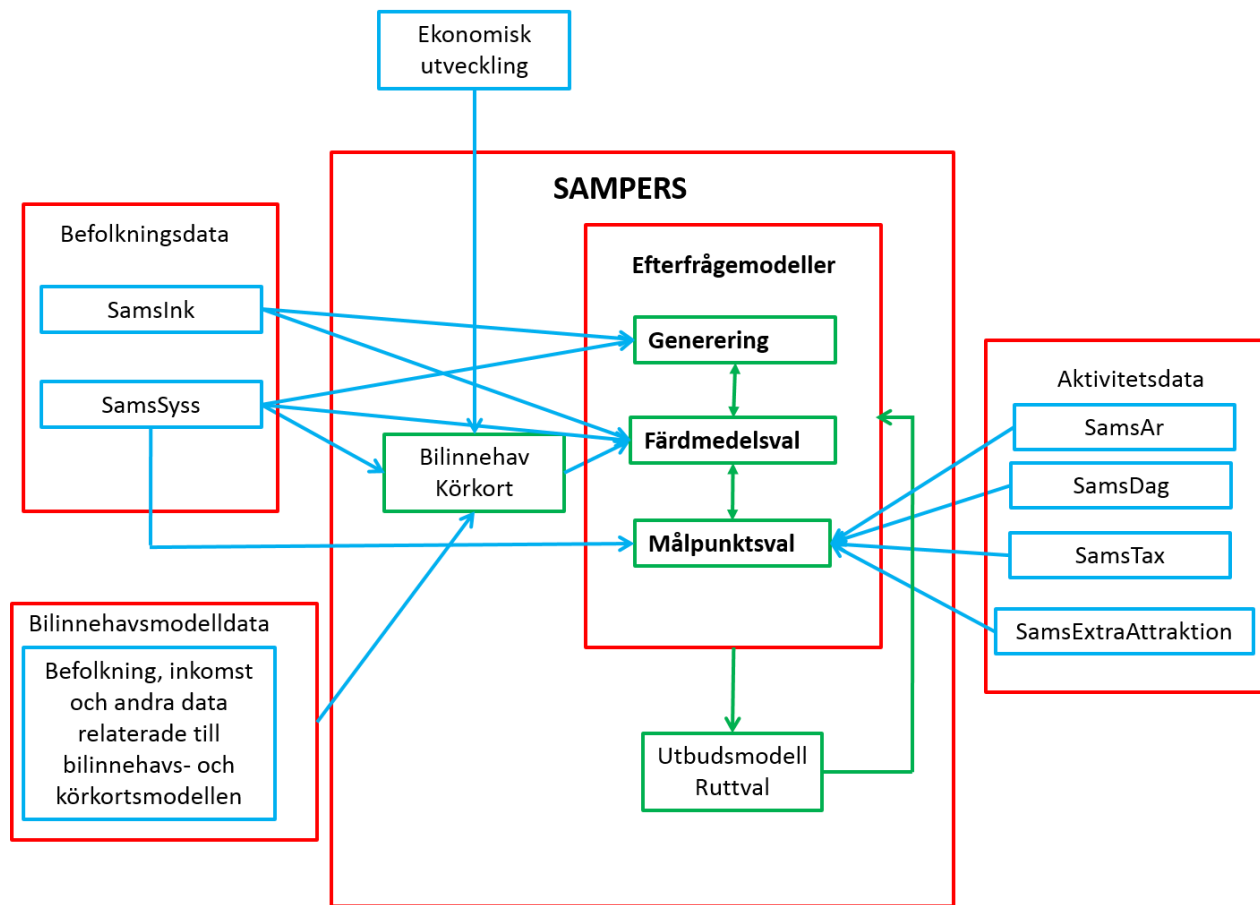 Ekonomisk
utveckling
SAMPERS
Befolkningsdata
SamsInk
SamsSyss
Efterfrågemodeller
Generering
Färdmedelsval
Målpunktsval
Bilinnehav
Körkort
Aktivitetsdata
SamsAr
SamsDag
SamsTax
SamsExtraAttraktion
Bilinnehavsmodelldata
Befolkning, inkomst
och andra data
relaterade till
bilinnehavs- och
körkortsmodellen
Utbudsmodell
Ruttval